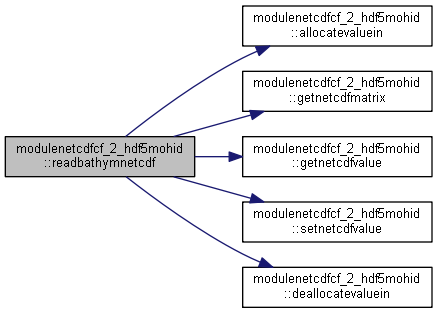 modulenetcdfcf_2_hdf5mohid
::allocatevaluein
modulenetcdfcf_2_hdf5mohid
::getnetcdfmatrix
modulenetcdfcf_2_hdf5mohid
::readbathymnetcdf
modulenetcdfcf_2_hdf5mohid
::getnetcdfvalue
modulenetcdfcf_2_hdf5mohid
::setnetcdfvalue
modulenetcdfcf_2_hdf5mohid
::deallocatevaluein